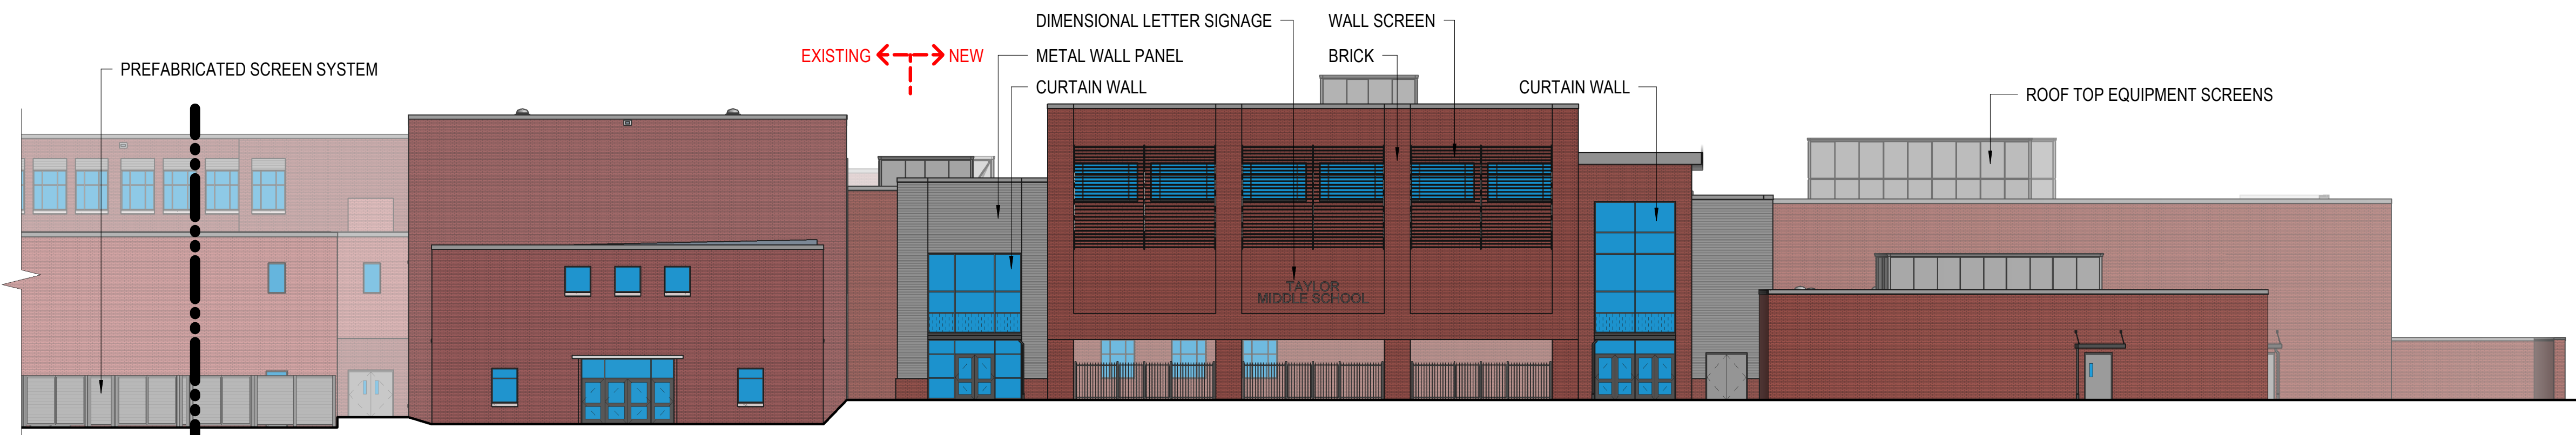 DIMENSIONAL LETTER SIGNAGE
WALL SCREEN
EXISTING
NEW
METAL WALL PANEL
BRICK
PREFABRICATED SCREEN SYSTEM
CURTAIN WALL
CURTAIN WALL
ROOF TOP EQUIPMENT SCREENS
TAYLOR
MIDDLE SCHOOL